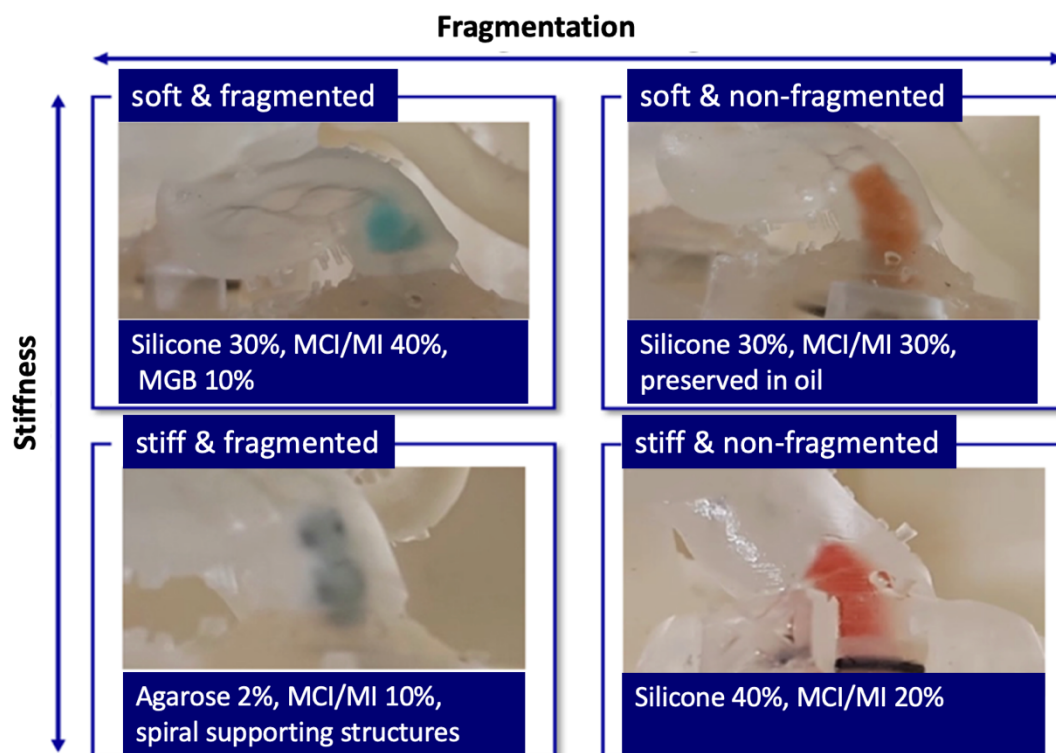 Fragmentation
Stiffness
soft & fragmented
Silicone 30%, MCI/MI 40%,
MGB 10%
soft & non-fragmented
Silicone 30%, MCI/MI 30%,
preserved in oil
stiff & fragmented
Agarose 2%, MCI/MI 10%,
spiral supporting structures
stiff & non-fragmented
Silicone 40%, MCI/MI 20%